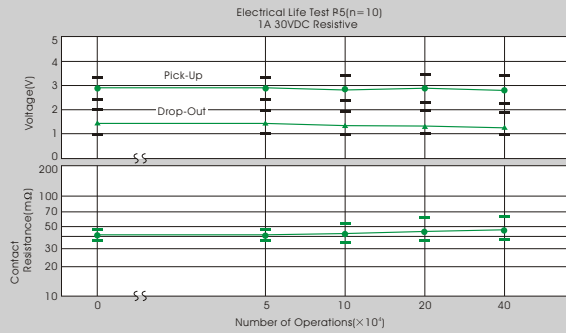 Electrical Life Test P5(n=10)
1A 30VDC Resistive
Voltage(V)
5
4
3
2
1
0
Pick-Up
Drop-Out
Contact
Resistance(mΩ)
200
100
70
50
30
20
10
0
5
10
20
40
Number of Operations(×10⁴)